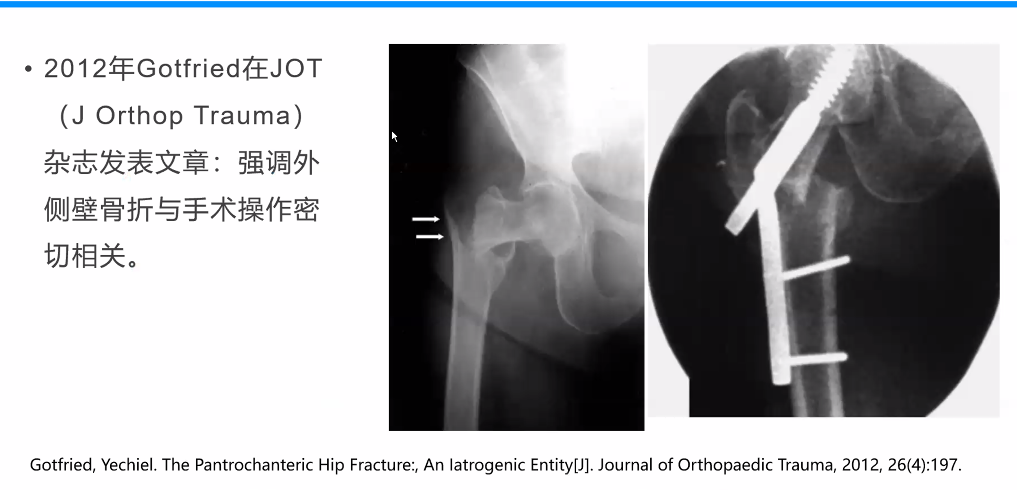 • 2012年Gotfried在JOT
（J Orthop Trauma）
杂志发表文章：强调外
侧壁骨折与手术操作密
切相关。
Gotfried, Yechiel. The Pantrochanteric Hip Fracture:, An Iatrogenic Entity[J]. Journal of Orthopaedic Trauma, 2012, 26(4):197.